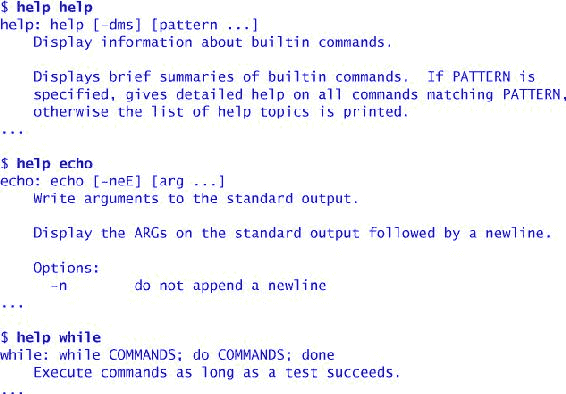 $ help help
help: help [-dms] [pattern ...]
    Display information about builtin commands.

    Displays brief summaries of builtin commands.  If PATTERN is
    specified, gives detailed help on all commands matching PATTERN,
    otherwise the list of help topics is printed.
...

$ help echo
echo: echo [-neE] [arg ...]
    Write arguments to the standard output.

    Display the ARGs on the standard output followed by a newline.

    Options:
      -n        do not append a newline
...

$ help while
while: while COMMANDS; do COMMANDS; done
    Execute commands as long as a test succeeds.
...